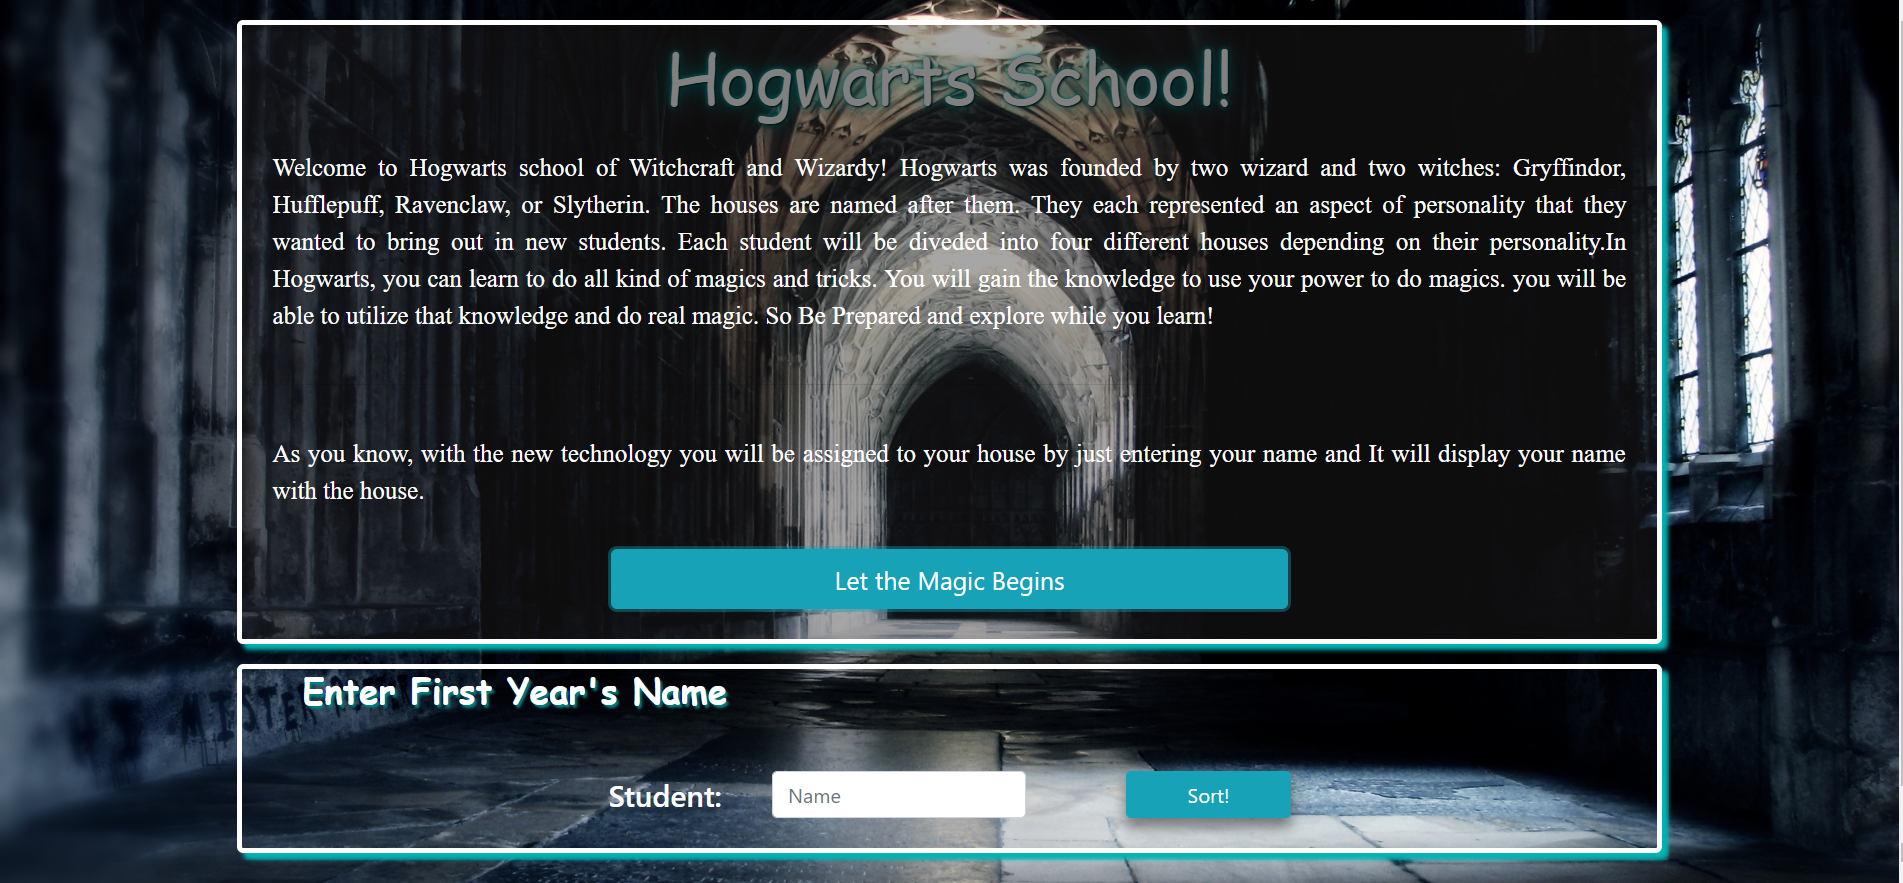 Hogwarts School!
Welcome to Hogwarts school of Witchcraft and Wizardy! Hogwarts was founded by two wizard and two witches: Gryffindor,
Hufflepuff, Ravenclaw, or Slytherin. The houses are named after them. They each represented an aspect of personality that they
wanted to bring out in new students. Each student will be diveded into four different houses depending on their personality.In
Hogwarts, you can learn to do all kind of magics and tricks. You will gain the knowledge to use your power to do magics. you will be
able to utilize that knowledge and do real magic. So Be Prepared and explore while you learn!
As you know, with the new technology you will be assigned to your house by just entering your name and It will display your name
with the house.
Let the Magic Begins
Enter First Year's Name
Student:
Name
Sort!